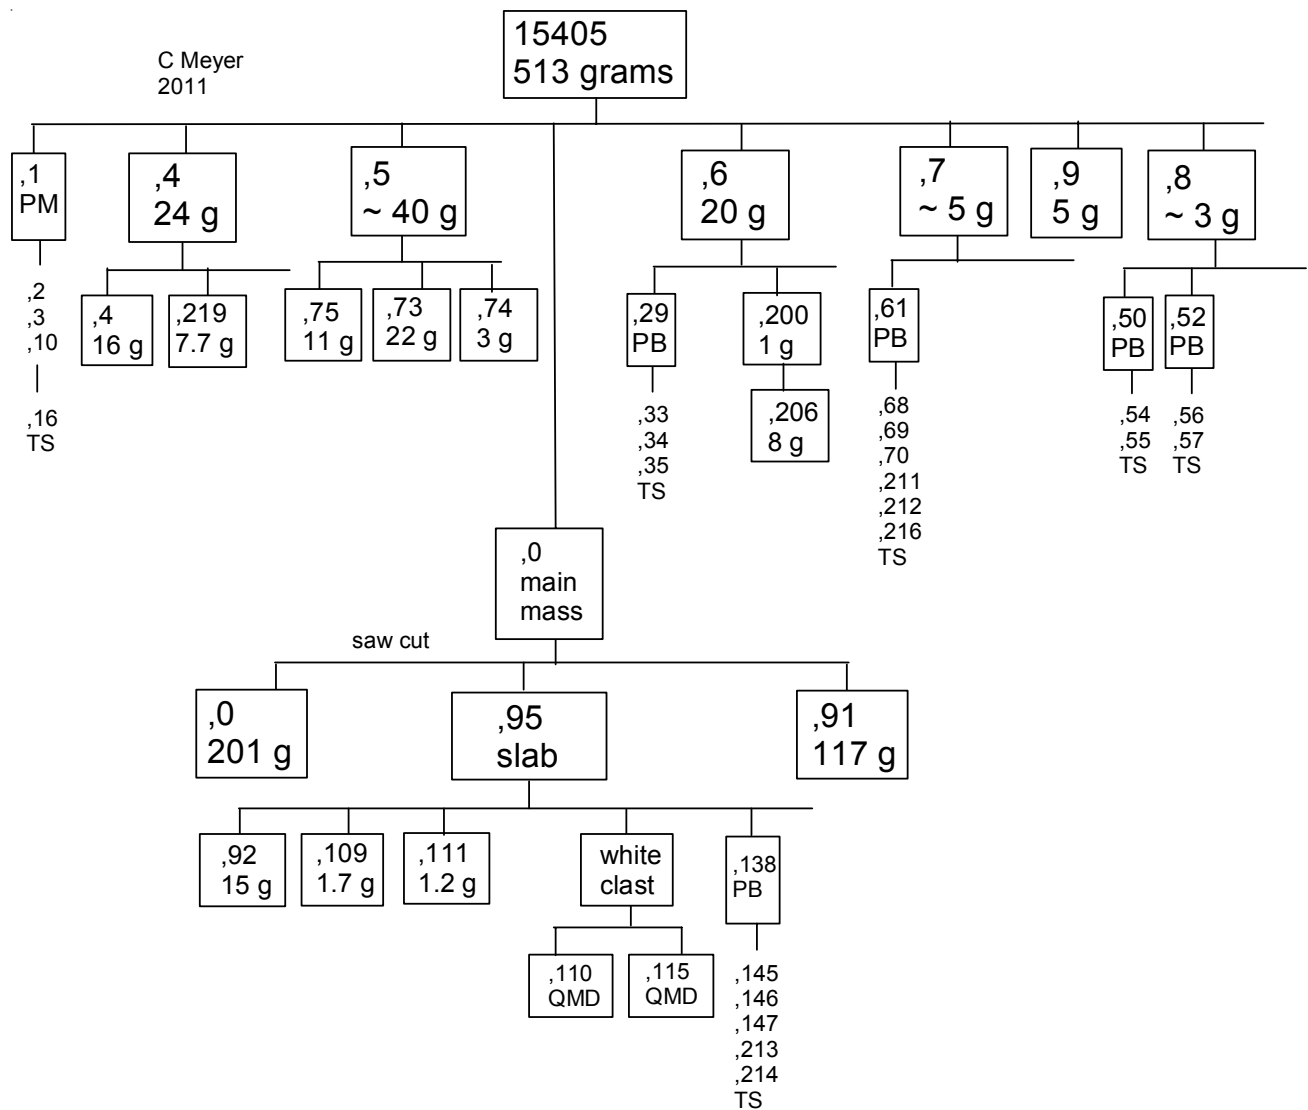 15405
513 grams
C Meyer
2011
,1
PM
,4
24 g
,5
~ 40 g
,6
20 g
,7
~ 5 g
,9
5 g
,8
~ 3 g
,2
,3
,10
,16
TS
,4
16 g
,219
7.7 g
,75
11 g
,73
22 g
,74
3 g
,29
PB
,33
,34
,35
TS
,200
1 g
,206
8 g
,61
PB
,68
,69
,70
,211
,212
,216
TS
,50
PB
,54
,55
TS
,52
PB
,56
,57
TS
,0
main
mass
saw cut
,0
201 g
,95
slab
,91
117 g
,92
15 g
,109
1.7 g
,111
1.2 g
white
clast
,138
PB
,110
QMD
,115
QMD
,145
,146
,147
,213
,214
TS